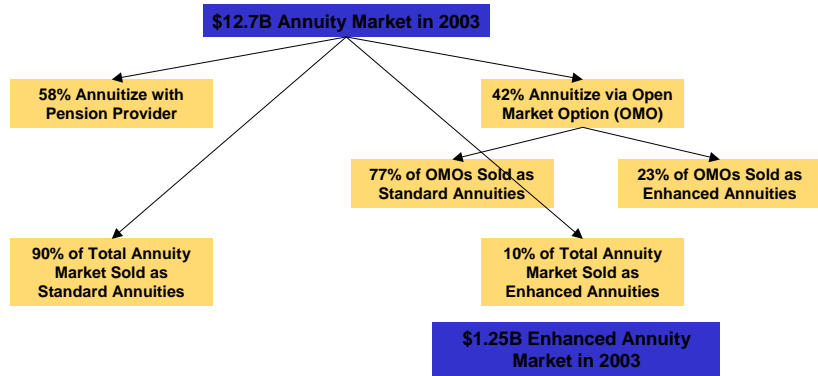 $12.7B Annuity Market in 2003
58% Annuitize with
Pension Provider
42% Annuitize via Open
Market Option (OMO)
77% of OMOs Sold as
Standard Annuities
23% of OMOs Sold as
Enhanced Annuities
90% of Total Annuity
Market Sold as
Standard Annuities
10% of Total Annuity
Market Sold as
Enhanced Annuities
$1.25B Enhanced Annuity
Market in 2003